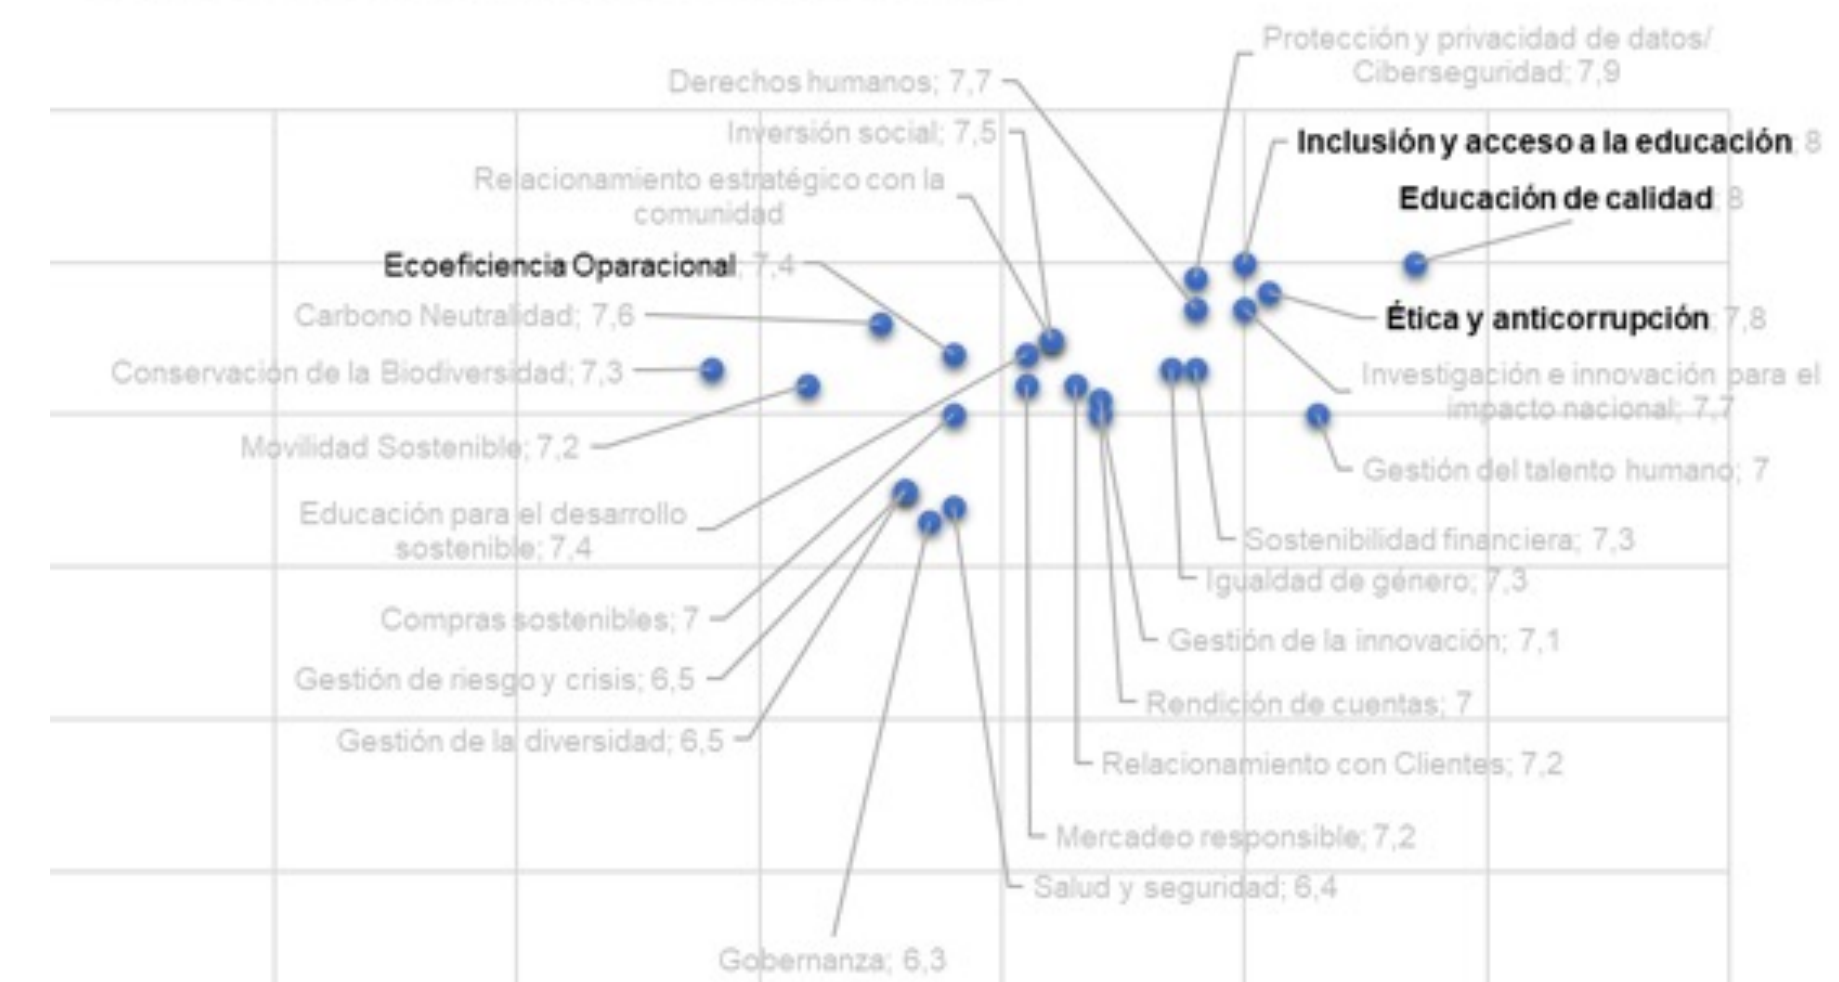 Protección y privacidad de datos/
Ciberseguridad; 7,9
Derechos humanos; 7,7
Inversión social; 7,5
Inclusión y acceso a la educación; 8
Relacionamiento estratégico con la
comunidad
Educación de calidad; 8
Ecoeficiencia Oparacional; 7,4
Carbono Neutralidad; 7,6
Ética y anticorrupción; 7,8
Conservación de la Biodiversidad; 7,3
Investigación e innovación para el
impacto nacional; 7,7
Movilidad Sostenible; 7,2
Gestión del talento humano; 7
Educación para el desarrollo
sostenible; 7,4
Sostenibilidad financiera; 7,3
Igualdad de género; 7,3
Compras sostenibles; 7
Gestión de la innovación; 7,1
Gestión de riesgo y crisis; 6,5
Rendición de cuentas; 7
Gestión de la diversidad; 6,5
Relacionamiento con Clientes; 7,2
Mercadeo responsible; 7,2
Salud y seguridad; 6,4
Gobernanza; 6,3